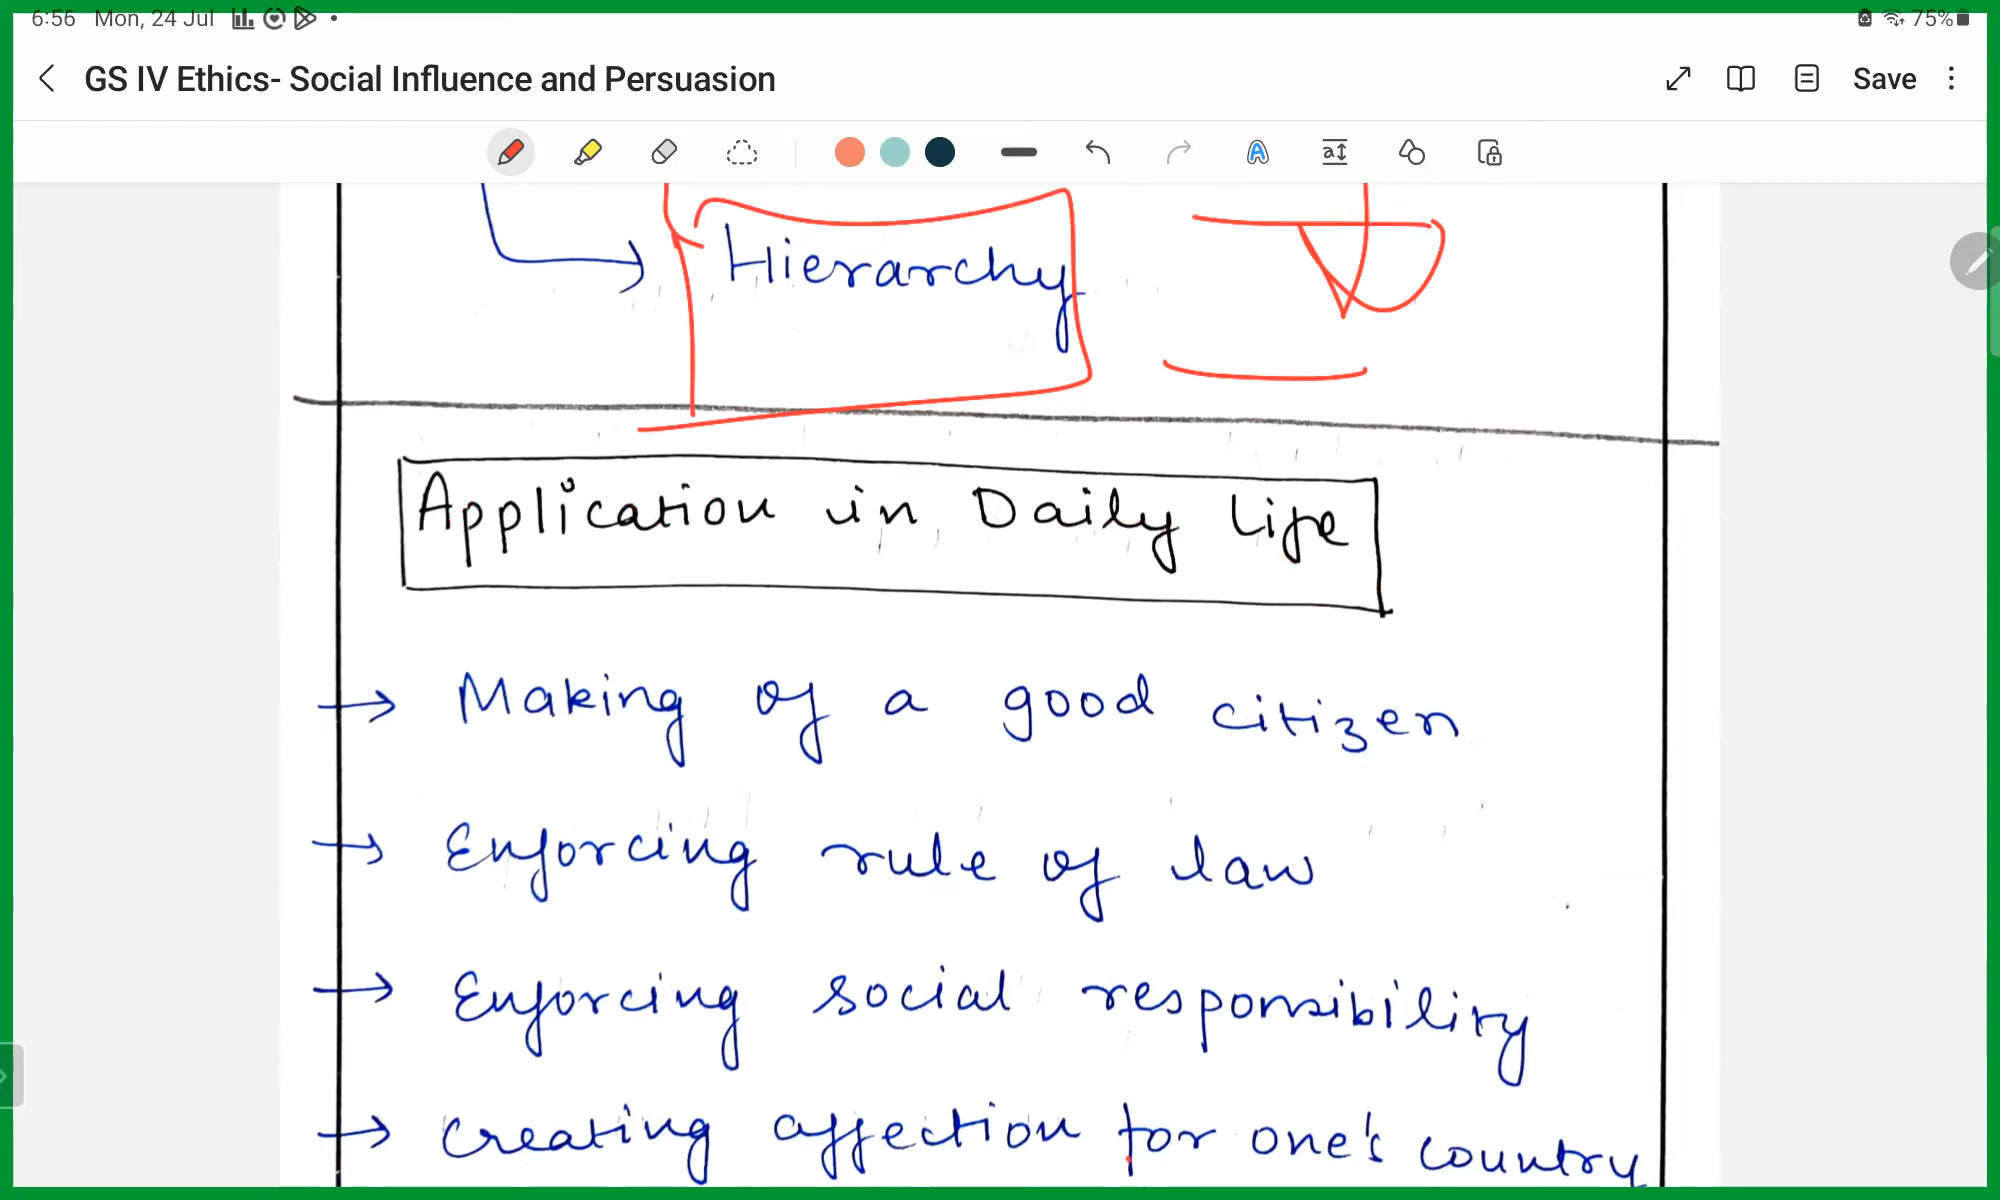 6:56 Mon, 24 Jul 75%
GS IV Ethics- Social Influence and Persuasion Save
Hierarchy
Application in Daily Life
Making of a good citizen
Enforcing rule of law
Enforcing social responsibility
Creating affection for one's country